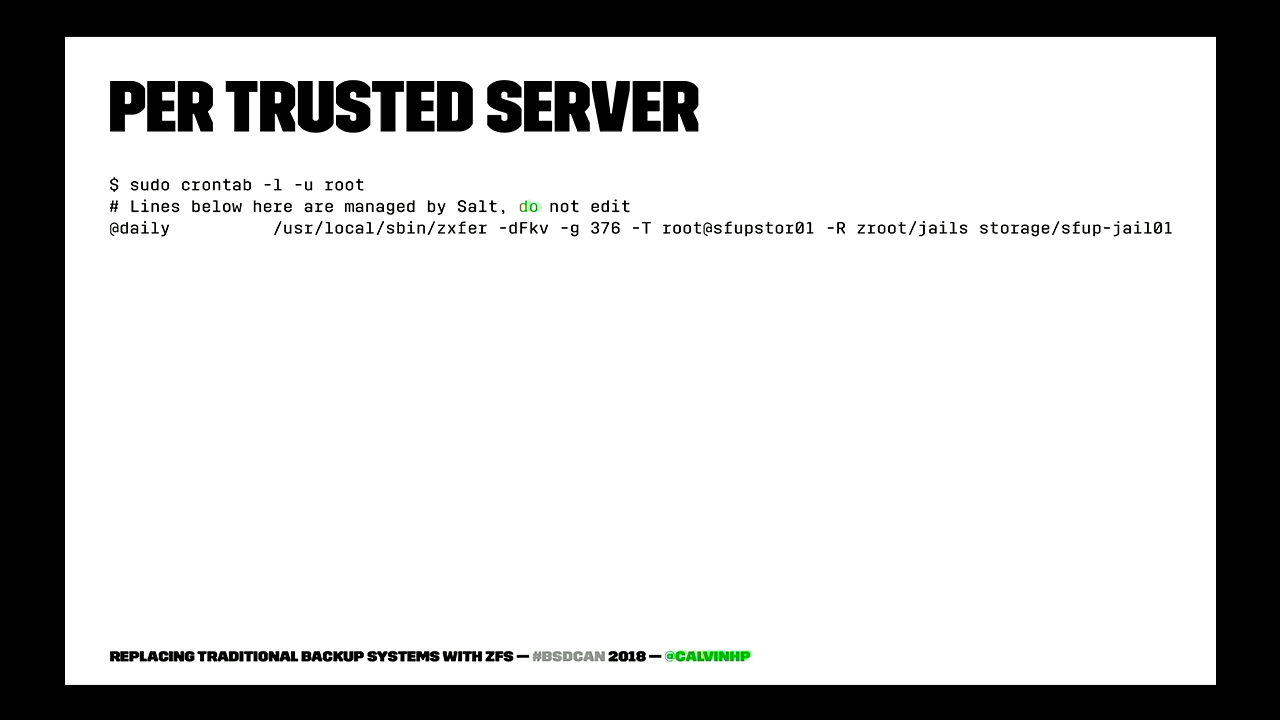 PER TRUSTED SERVER
$ sudo crontab -l -u root
# Lines below here are managed by Salt, do not edit
@daily          /usr/local/sbin/zxfer -dFkv -g 376 -T root@sfupstor01 -R zroot/jails storage/sfup-jail01
REPLACING TRADITIONAL BACKUP SYSTEMS WITH ZFS — #BSDCAN 2018 — @CALVINHP